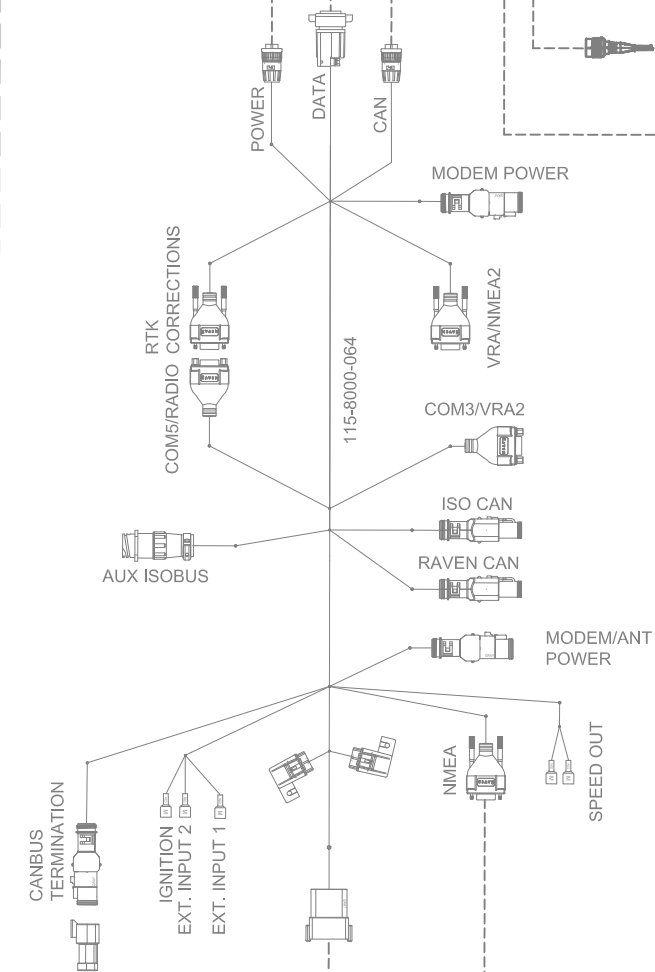 POWER
DATA
CAN
MODEM POWER
RTK
CORRECTIONS
VRA/NMEA2
COM5/RADIO
115-8000-064
COM3/VRA2
ISO CAN
AUX ISOBUS
RAVEN CAN
MODEM/ANT
POWER
CANBUS
TERMINATION
IGNITION
EXT. INPUT 2
EXT. INPUT 1
NMEA
SPEED OUT